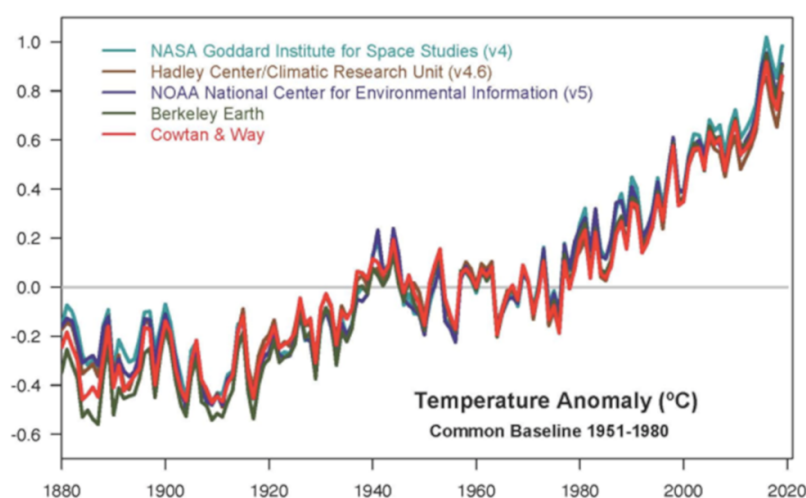 1.0
0.8
0.6
0.4
0.2
0.0
-0.2
-0.4
-0.6
NASA Goddard Institute for Space Studies (v4)
Hadley Center/Climatic Research Unit (v4.6)
NOAA National Center for Environmental Information (v5)
Berkeley Earth
Cowtan & Way
Temperature Anomaly (ºC)
Common Baseline 1951-1980
1880 1900 1920 1940 1960 1980 2000 2020